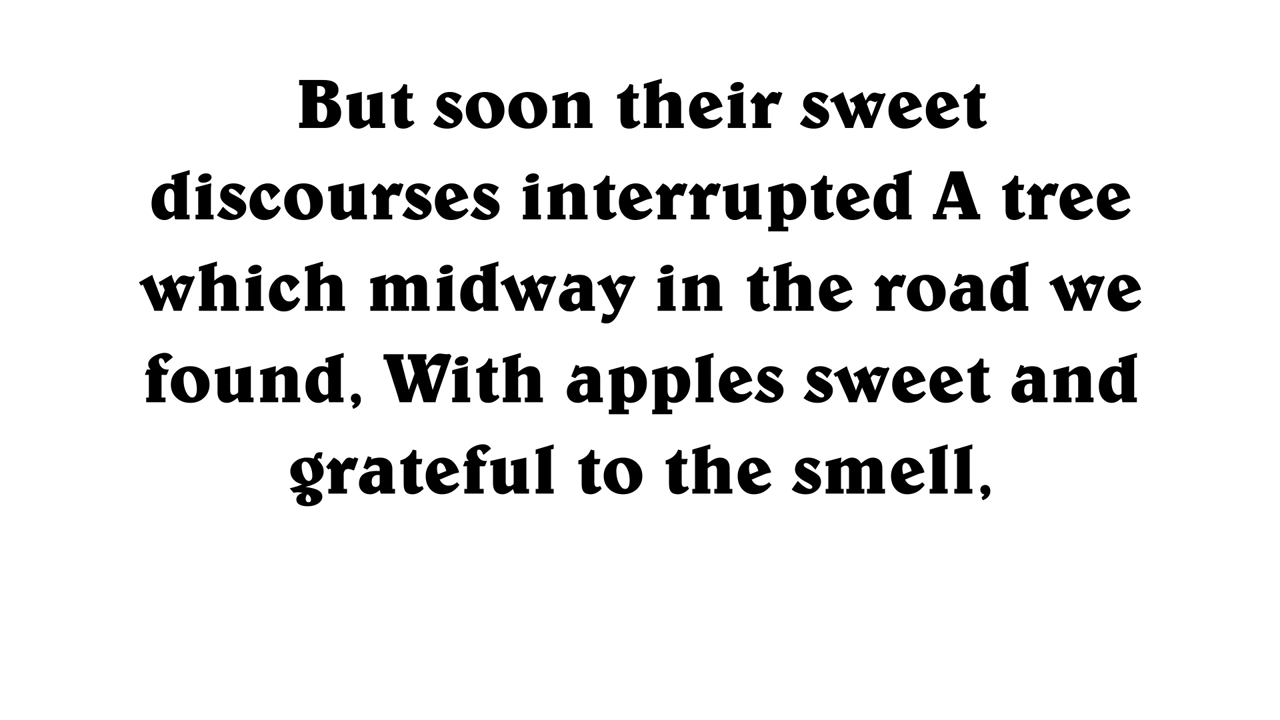 But soon their sweet
discourses interrupted A tree
which midway in the road we
found, With apples sweet and
grateful to the smell,